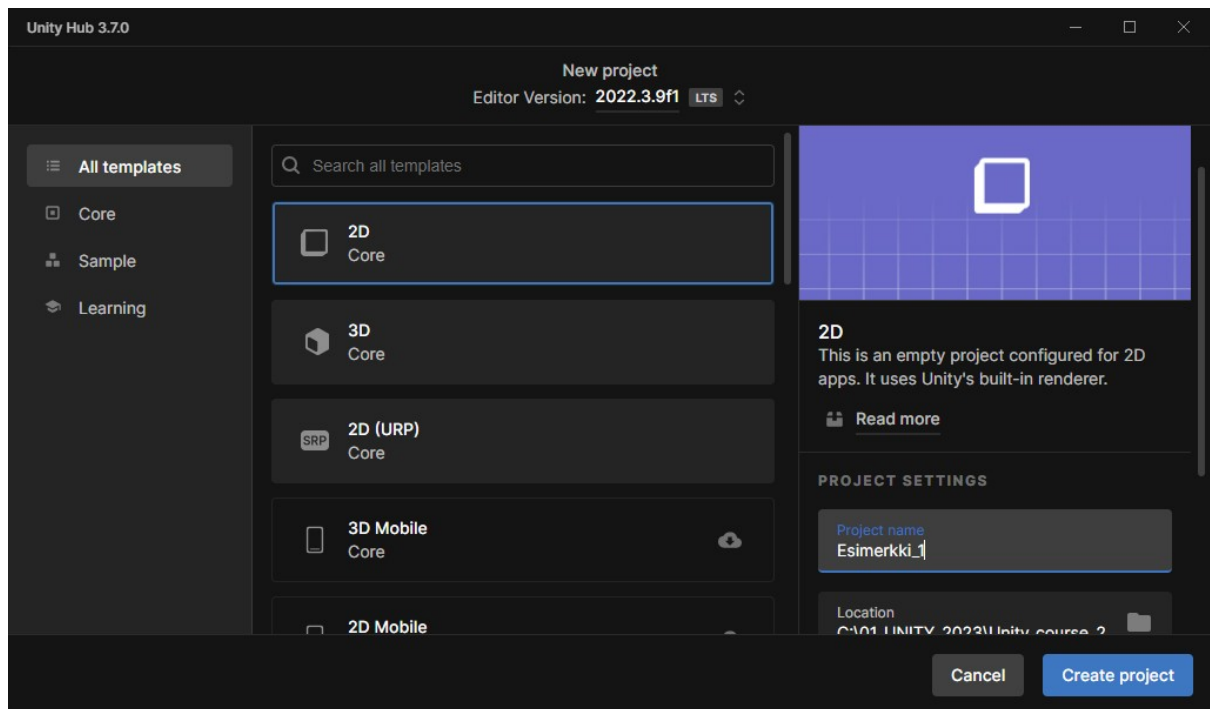 Unity Hub 3.7.0
New project
Editor Version: 2022.3.9f1 LTS
All templates
Core
Sample
Learning
Search all templates
2D
Core
3D
Core
SRP
2D (URP)
Core
3D Mobile
Core
2D Mobile
2D
This is an empty project configured for 2D
apps. It uses Unity's built-in renderer.
Read more
PROJECT SETTINGS
Project name
Esimerkki_1
Location
C:\01_UNITY_2023\Unity_course_2
Cancel
Create project